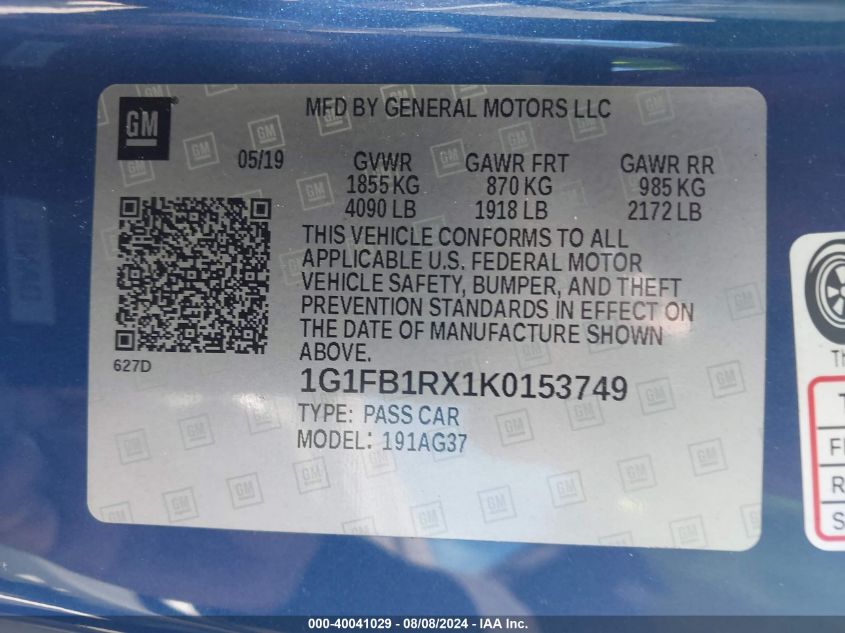 GM
MFD BY GENERAL MOTORS LLC
05/19 GVWR GAWR FRT GAWR RR
1855 KG 870 KG 985 KG
4090 LB 1918 LB 2172 LB
THIS VEHICLE CONFORMS TO ALL
APPLICABLE U.S. FEDERAL MOTOR
VEHICLE SAFETY, BUMPER, AND THEFT
PREVENTION STANDARDS IN EFFECT ON
THE DATE OF MANUFACTURE SHOWN
ABOVE.
627D
1G1FB1RX1K0153749
TYPE: PASS CAR
MODEL: 191AG37
000-40041029 - 08/08/2024 - IAA Inc.